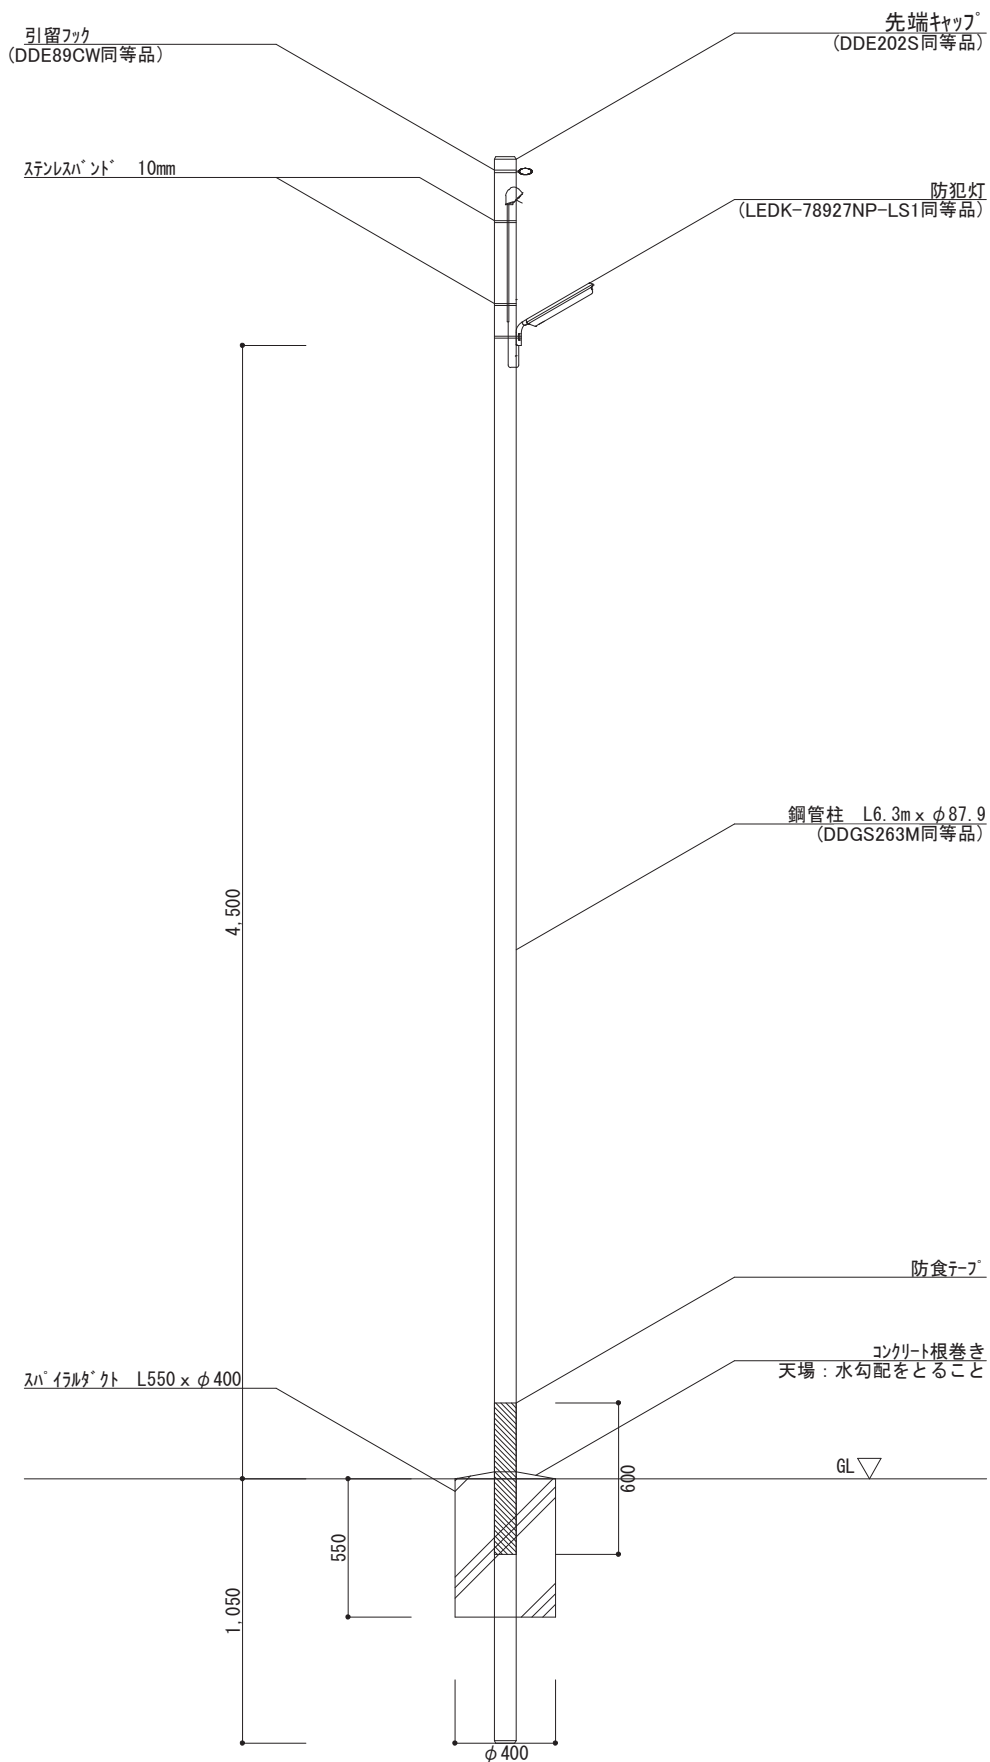 引留ﾌｯｸ
(DDE89CW同等品)
先端ｷｬｯﾌﾟ
(DDE202S同等品)
ｽﾃﾝﾚｽﾊﾞﾝﾄﾞ 10mm
防犯灯
(LEDK-78927NP-LS1同等品)
鋼管柱 L6.3m x φ87.9
(DDGS263M同等品)
4,500
防食ﾃｰﾌﾟ
ｺﾝｸﾘｰﾄ根巻き
天場：水勾配をとること
ｽﾊﾟｲﾗﾙﾀﾞｸﾄ L550 x φ400
GL
600
550
1,050
φ400